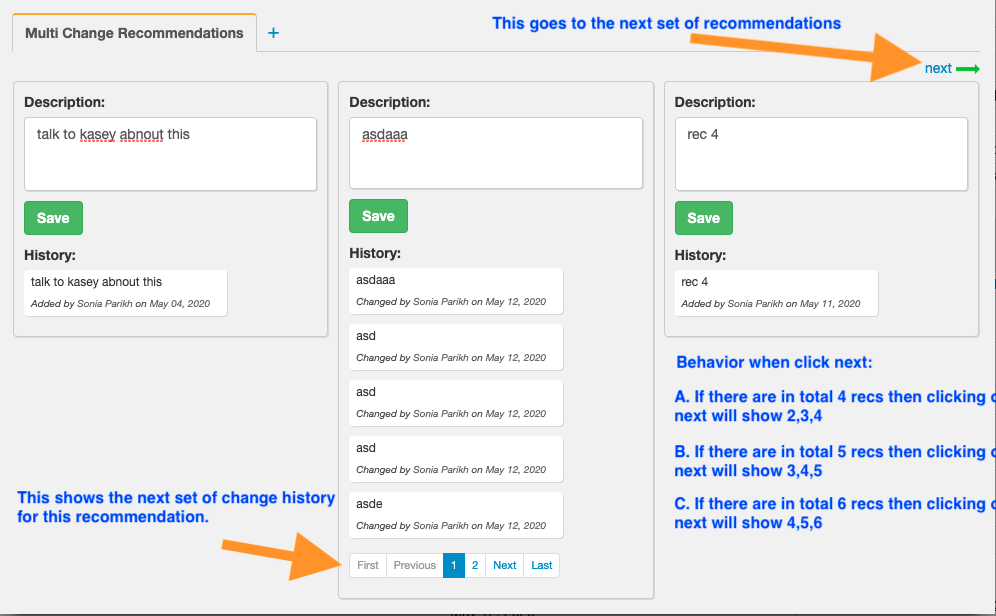 Multi Change Recommendations
+
This goes to the next set of recommendations
next
Description:
talk to kasey abnout this
Save
History:
talk to kasey abnout this
Added by Sonia Parikh on May 04, 2020
Description:
asdaaa
Save
History:
asdaaa
Changed by Sonia Parikh on May 12, 2020
asd
Changed by Sonia Parikh on May 12, 2020
asd
Changed by Sonia Parikh on May 12, 2020
asd
Changed by Sonia Parikh on May 12, 2020
asde
Changed by Sonia Parikh on May 12, 2020
First Previous 1 2 Next Last
Description:
rec 4
Save
History:
rec 4
Added by Sonia Parikh on May 11, 2020
Behavior when click next:
A. If there are in total 4 recs then clicking
next will show 2,3,4
B. If there are in total 5 recs then clicking
next will show 3,4,5
C. If there are in total 6 recs then clicking
next will show 4,5,6
This shows the next set of change history
for this recommendation.